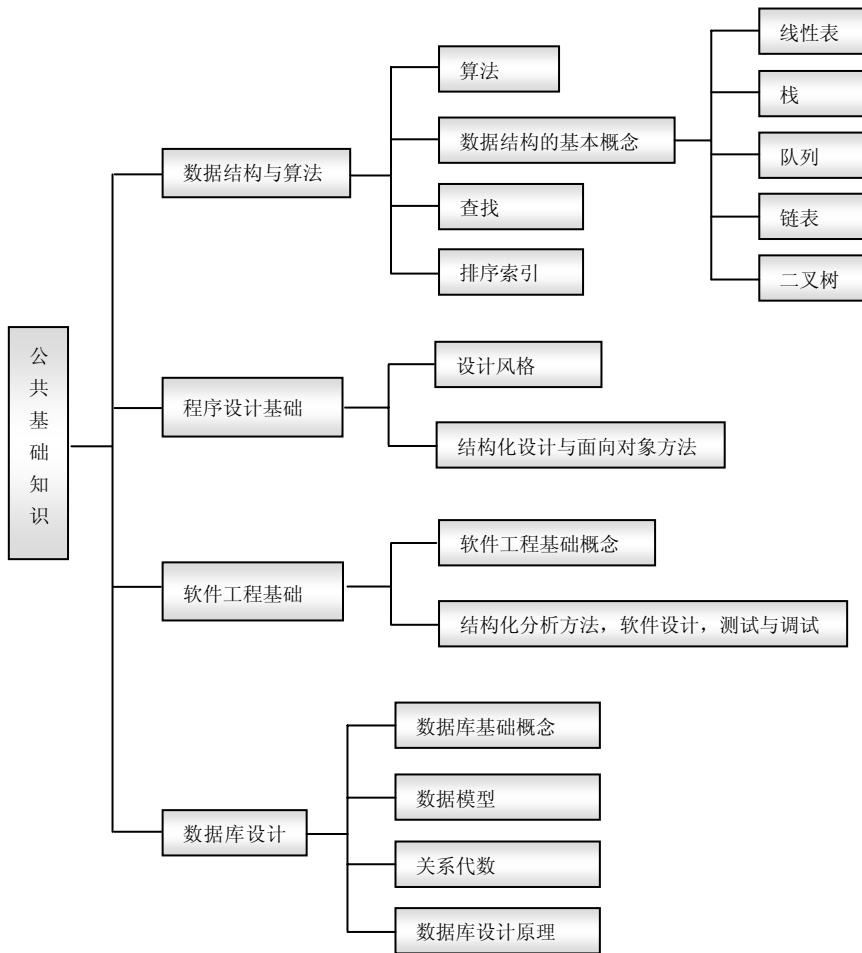 公共基础知识
数据结构与算法
算法
数据结构的基本概念
线性表
栈
队列
链表
二叉树
查找
排序索引
程序设计基础
设计风格
结构化设计与面向对象方法
软件工程基础
软件工程基础概念
结构化分析方法，软件设计，测试与调试
数据库设计
数据库基础概念
数据模型
关系代数
数据库设计原理